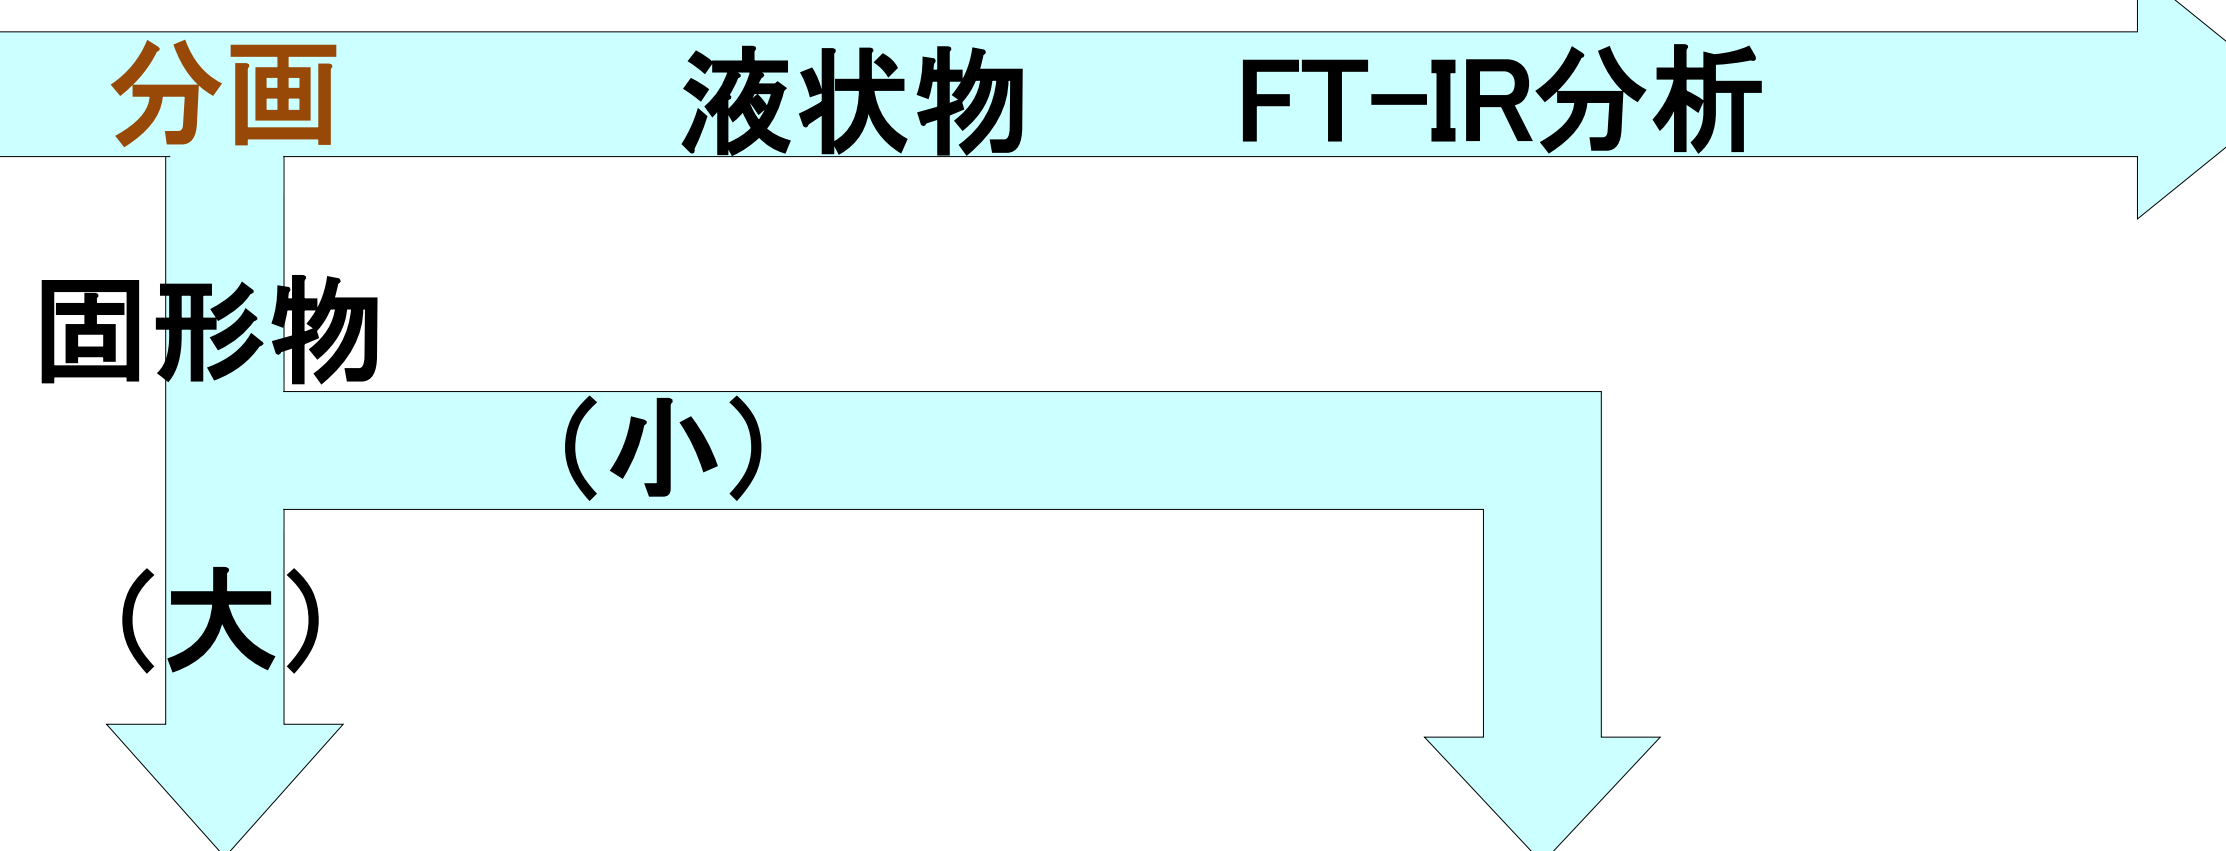 分画 液状物 FT-IR分析
固形物
(小)
(大)